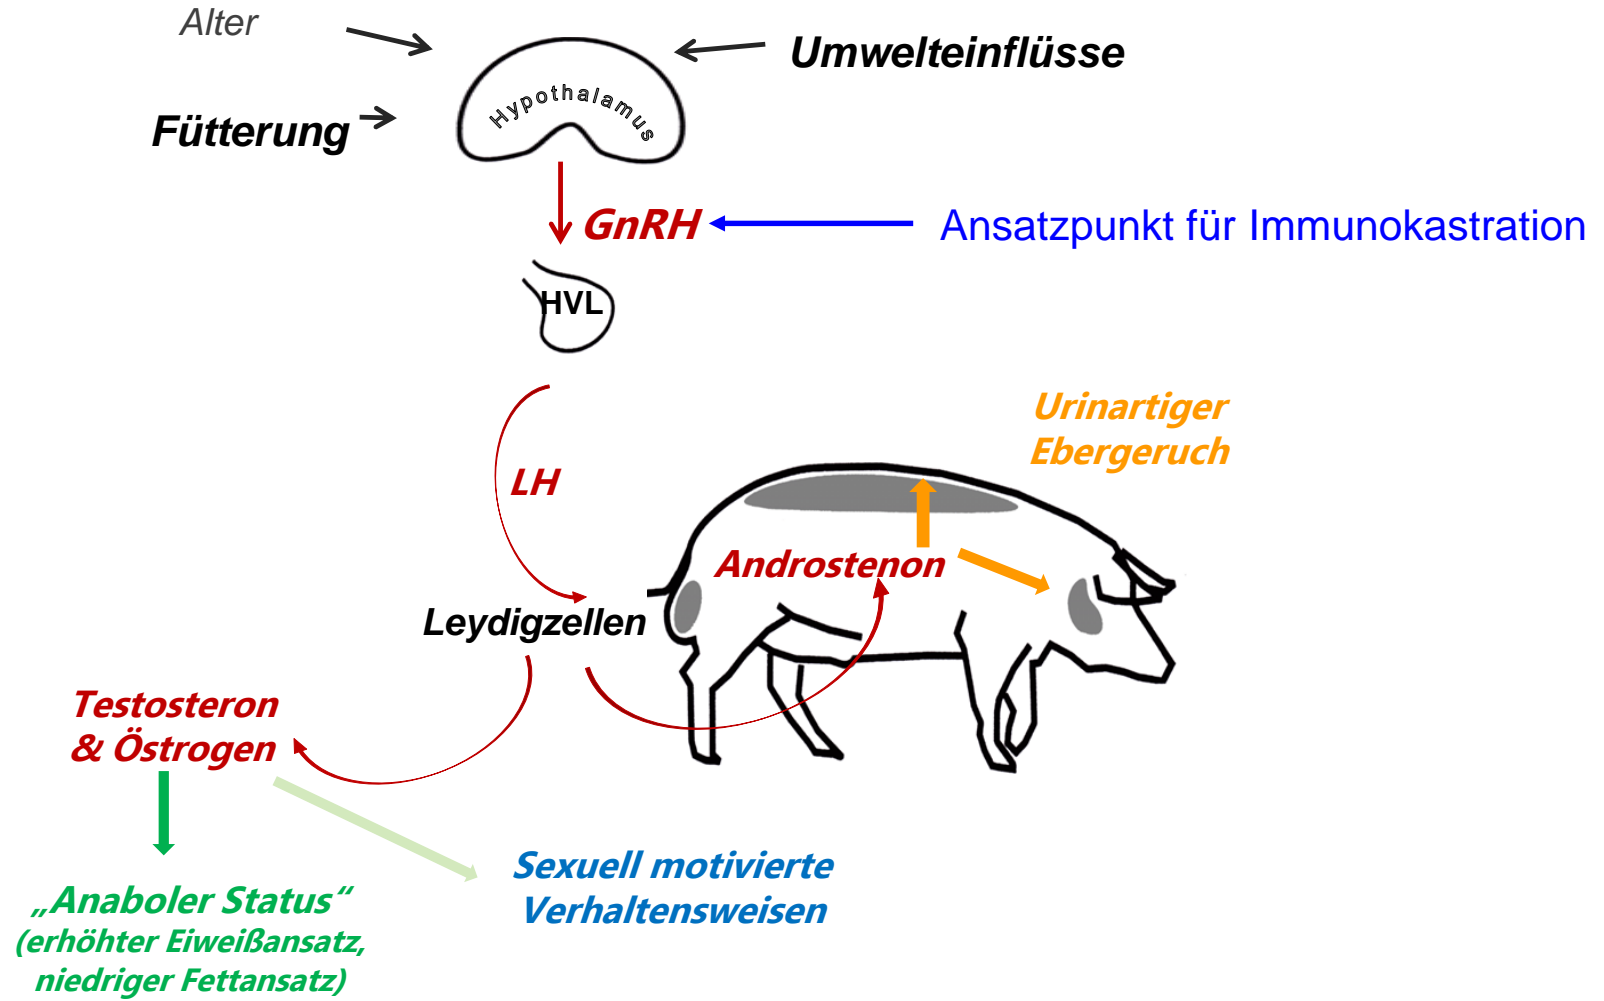 Alter
Umwelteinflüsse
Hypothalamus
Fütterung
GnRH
Ansatzpunkt für Immunokastration
HVL
Urinartiger
Ebergeruch
LH
Androstenon
Leydigzellen
Testosteron
& Östrogen
Sexuell motivierte
Verhaltensweisen
„Anaboler Status“
(erhöhter Eiweißansatz,
niedriger Fettansatz)